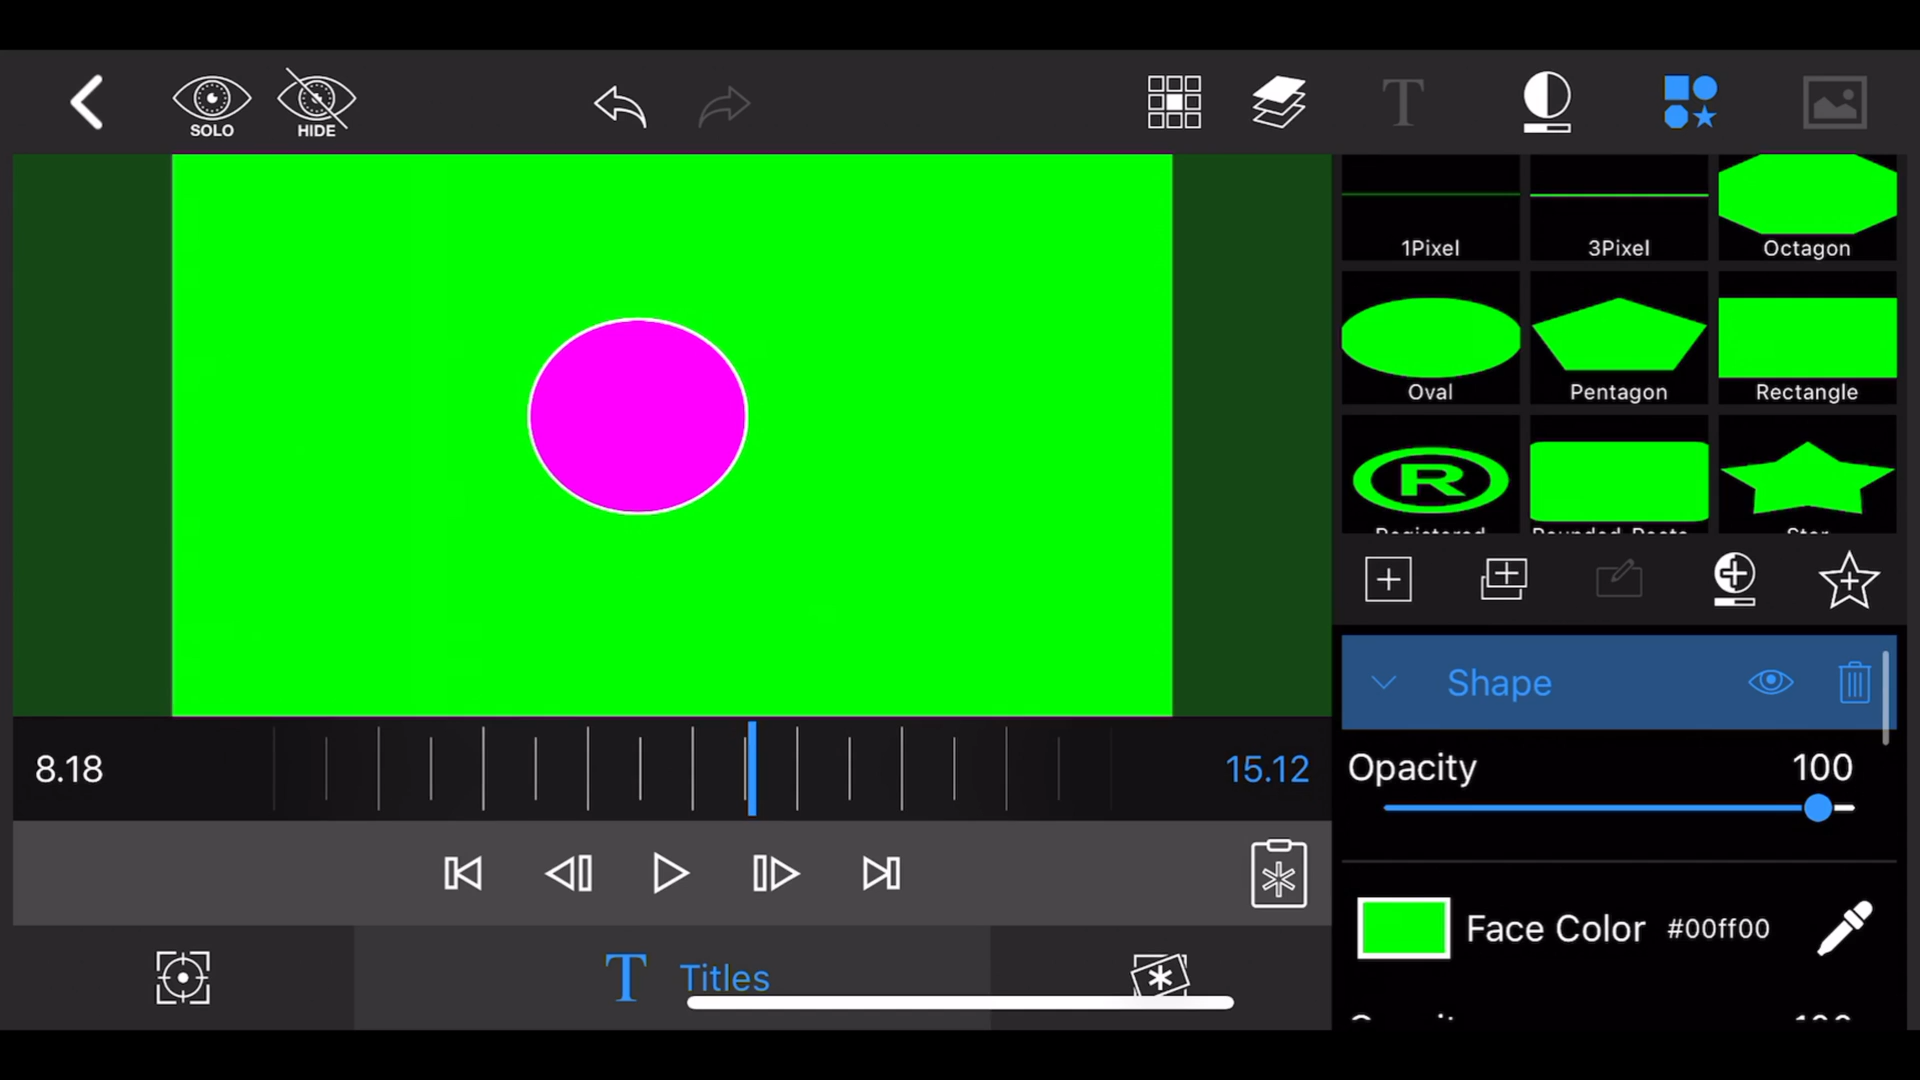 SOLO
HIDE
T
1Pixel
3Pixel
Octagon
Oval
Pentagon
Rectangle
R
8.18
15.12
Shape
Opacity
100
Face Color
#00ff00
T
Titles